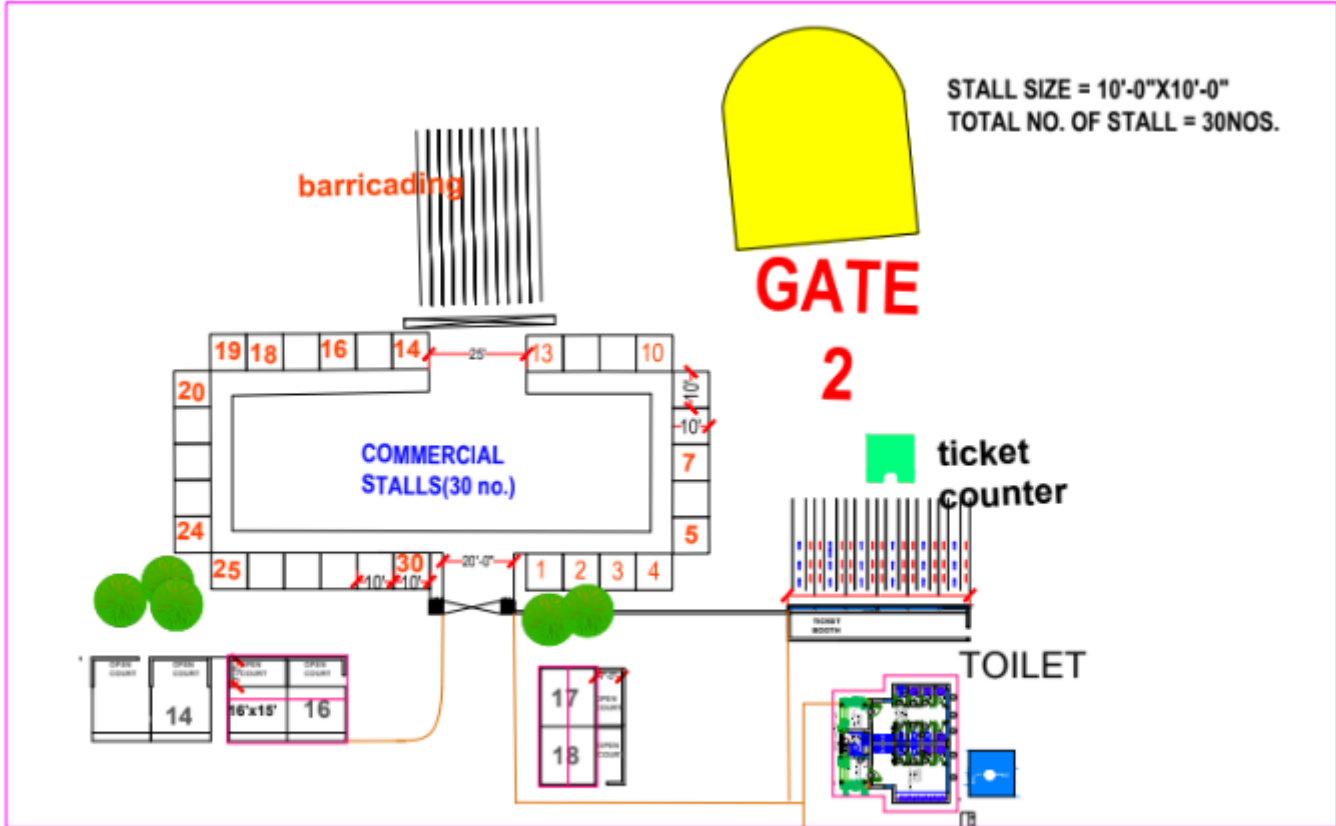 STALL SIZE = 10'-0"X10'-0"
TOTAL NO. OF STALL = 30NOS.
barricading
GATE
2
19 18 16 14 25' 13 10
20 10'
10'
COMMERCIAL
STALLS(30 no.)
7
ticket
counter
24 5
25 30 20'-0" 1 2 3 4
10' 10'
TICKET
BOOTH
TOILET
OPEN
COURT
OPEN
COURT
OPEN
COURT
OPEN
COURT
14 16'x15' 16
17 OPEN
COURT
18 OPEN
COURT